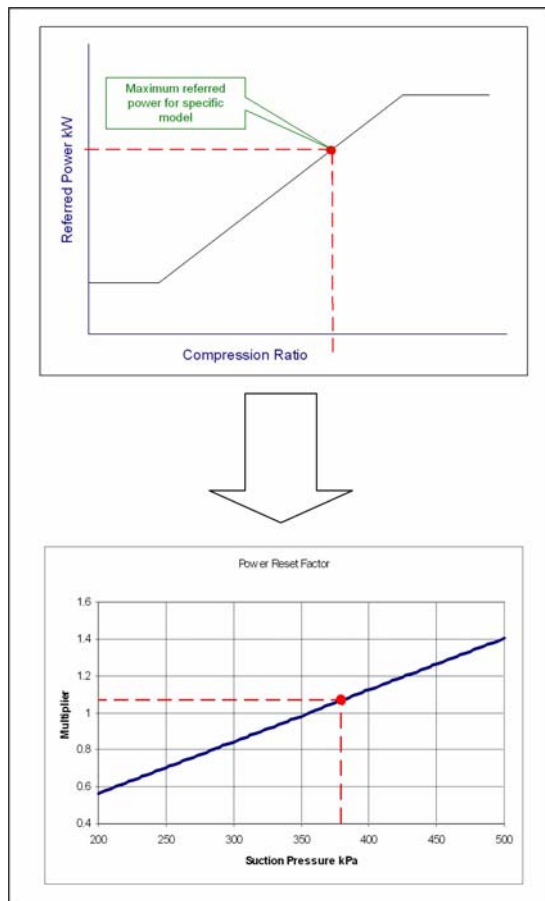 Maximum referred
power for specific
model
Referred Power kW
Compression Ratio
Power Reset Factor
1.6
1.4
1.2
1
0.8
0.6
0.4
Multiplier
200 250 300 350 400 450 500
Suction Pressure kPa